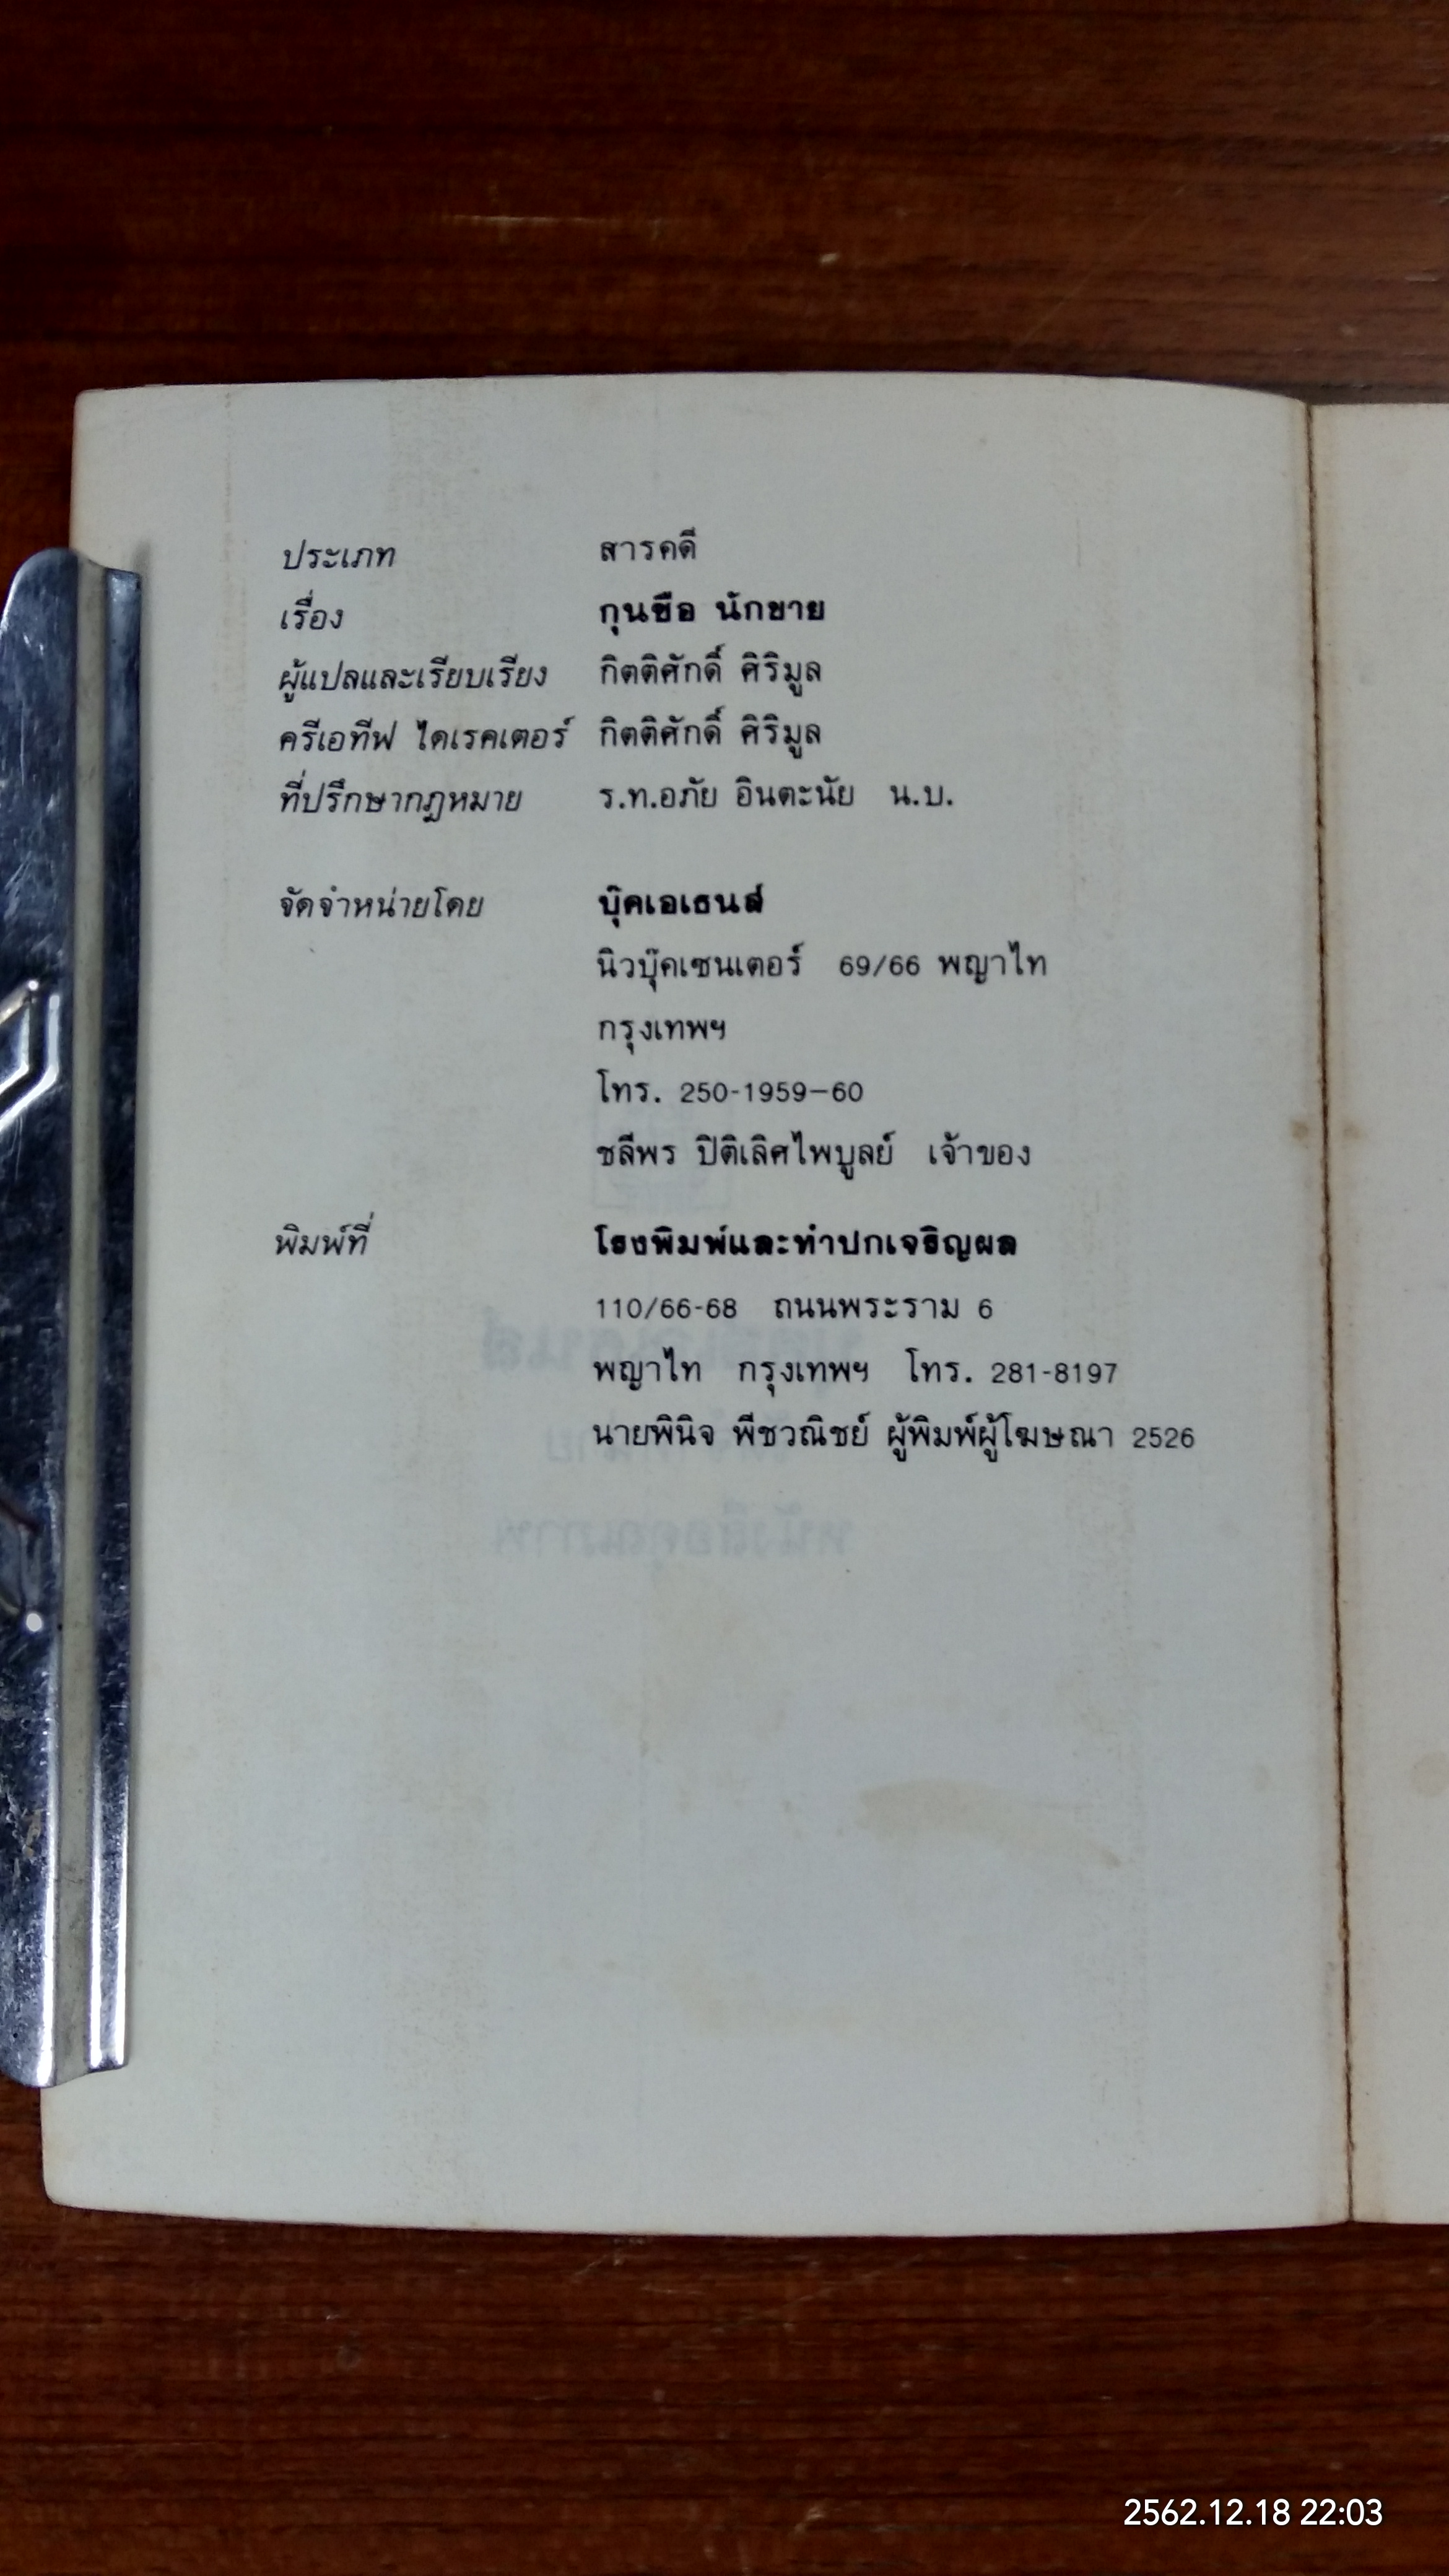 ประเภท สารคดี
เรื่อง กุนซือ นักขาย
ผู้แปลและเรียบเรียง กิตติศักดิ์ ศิริมูล
ครีเอทีฟ ไดเรคเตอร์ กิตติศักดิ์ ศิริมูล
ที่ปรึกษากฎหมาย ร.ท.อภัย อินตะนัย น.บ.
จัดจำหน่ายโดย บุ๊คเอเธนส์
นิวบุ๊คเซนเตอร์ 69/66 พญาไท
กรุงเทพฯ
โทร. 250-1959-60
ชลีพร ปิติเลิศไพบูลย์ เจ้าของ
พิมพ์ที่ โรงพิมพ์และทำปกเจริญผล
110/66-68 ถนนพระราม 6
พญาไท กรุงเทพฯ โทร. 281-8197
นายพินิจ พีชวณิชย์ ผู้พิมพ์ผู้โฆษณา 2526
หนังสือคุณภาพ
2562.12.18 22:03